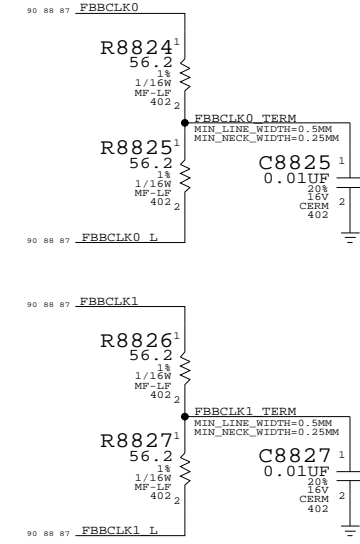 90 88 87 FBBCLK0
R8824 1
56.2
1%
1/16W
MF-LF
402 2
FBBCLK0_TERM
MIN_LINE_WIDTH=0.5MM
MIN_NECK_WIDTH=0.25MM
R8825 1
56.2
1%
1/16W
MF-LF
402 2
C8825 1
0.01UF
20%
16V 2
CERM
402
90 88 87 FBBCLK0_L
90 88 87 FBBCLK1
R8826 1
56.2
1%
1/16W
MF-LF
402 2
FBBCLK1_TERM
MIN_LINE_WIDTH=0.5MM
MIN_NECK_WIDTH=0.25MM
R8827 1
56.2
1%
1/16W
MF-LF
402 2
C8827 1
0.01UF
20%
16V 2
CERM
402
90 88 87 FBBCLK1_L